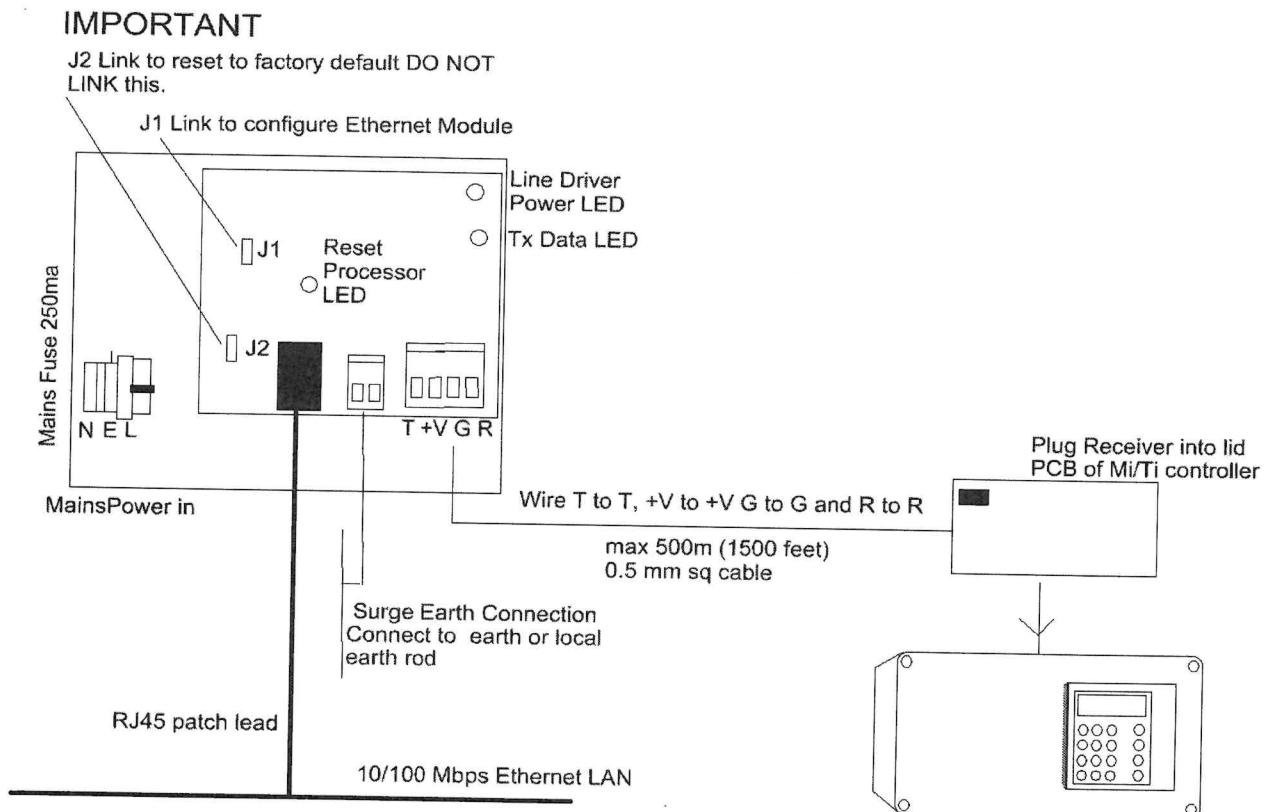 IMPORTANT
J2 Link to reset to factory default DO NOT
LINK this.
J1 Link to configure Ethernet Module
Line Driver
Power LED
Tx Data LED
J1
Reset
Processor
LED
Mains Fuse 250ma
J2
N E L
T +V G R
MainsPower in
Plug Receiver into lid
PCB of Mi/Ti controller
Wire T to T, +V to +V G to G and R to R
max 500m (1500 feet)
0.5 mm sq cable
Surge Earth Connection
Connect to earth or local
earth rod
RJ45 patch lead
10/100 Mbps Ethernet LAN